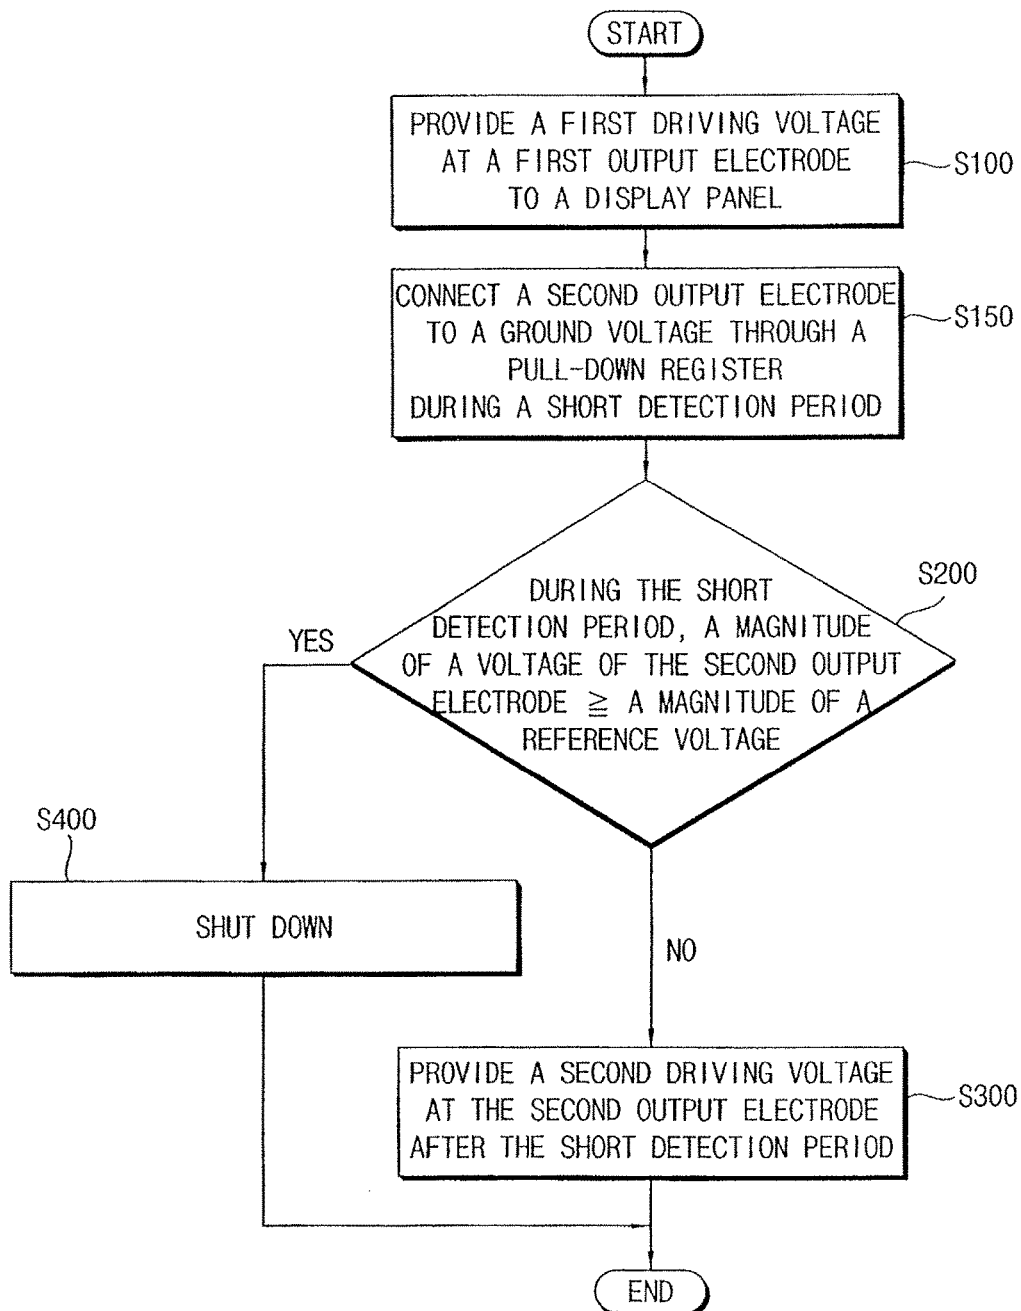 START
PROVIDE A FIRST DRIVING VOLTAGE
AT A FIRST OUTPUT ELECTRODE
TO A DISPLAY PANEL
S100
CONNECT A SECOND OUTPUT ELECTRODE
TO A GROUND VOLTAGE THROUGH A
PULL-DOWN REGISTER
DURING A SHORT DETECTION PERIOD
S150
DURING THE SHORT
DETECTION PERIOD, A MAGNITUDE
OF A VOLTAGE OF THE SECOND OUTPUT
ELECTRODE ≧ A MAGNITUDE OF A
REFERENCE VOLTAGE
S200
YES
S400
SHUT DOWN
NO
PROVIDE A SECOND DRIVING VOLTAGE
AT THE SECOND OUTPUT ELECTRODE
AFTER THE SHORT DETECTION PERIOD
S300
END